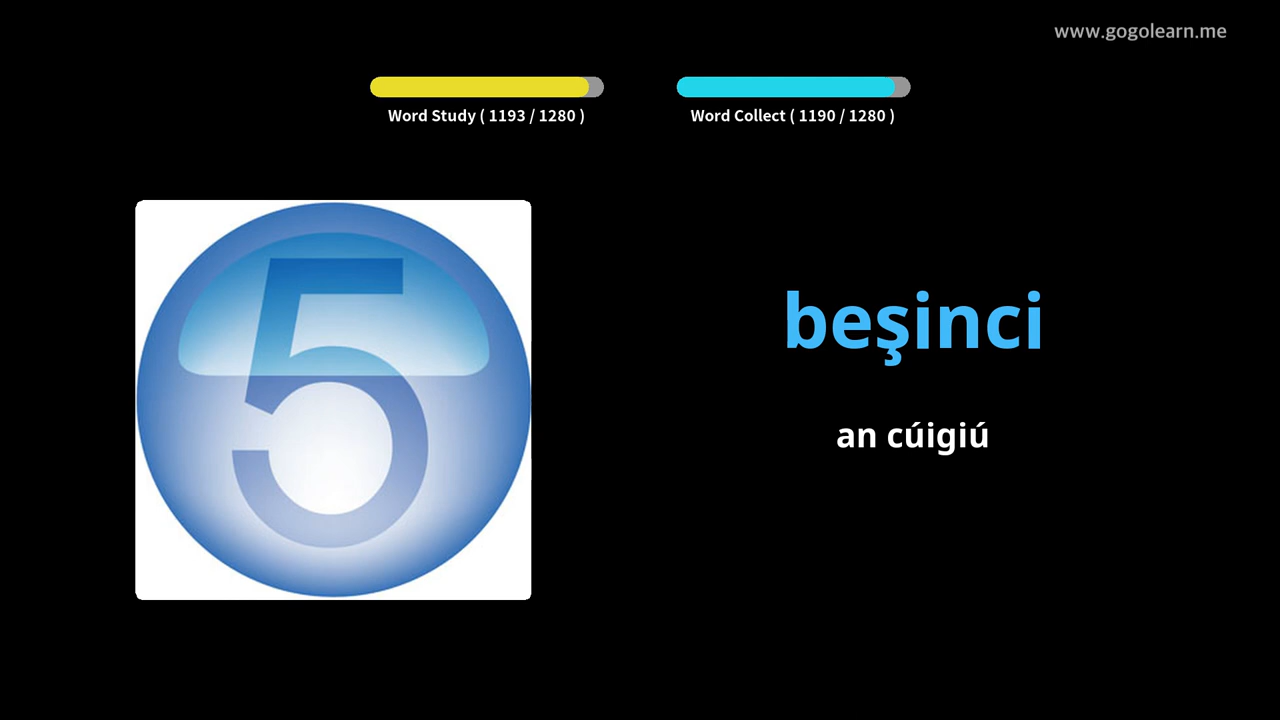 www.gogolearn.me
Word Study ( 1193 / 1280 )
Word Collect ( 1190 / 1280 )
5
beşinci
an cúigiú